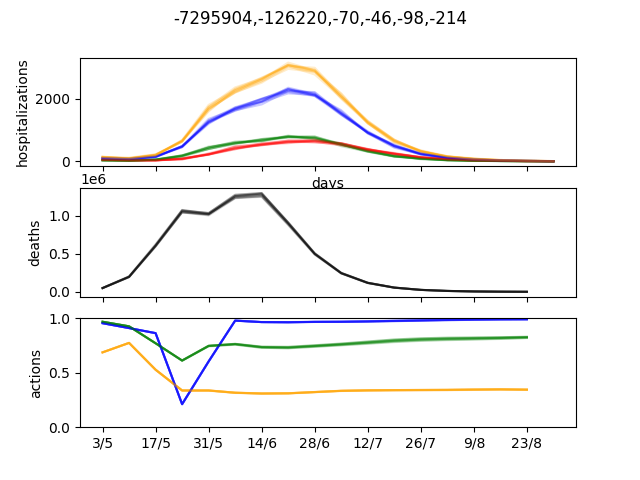 -7295904,-126220,-70,-46,-98,-214
hospitalizations
2000
0
days
1e6
deaths
1.0
0.5
0.0
actions
1.0
0.5
0.0
3/5 17/5 31/5 14/6 28/6 12/7 26/7 9/8 23/8